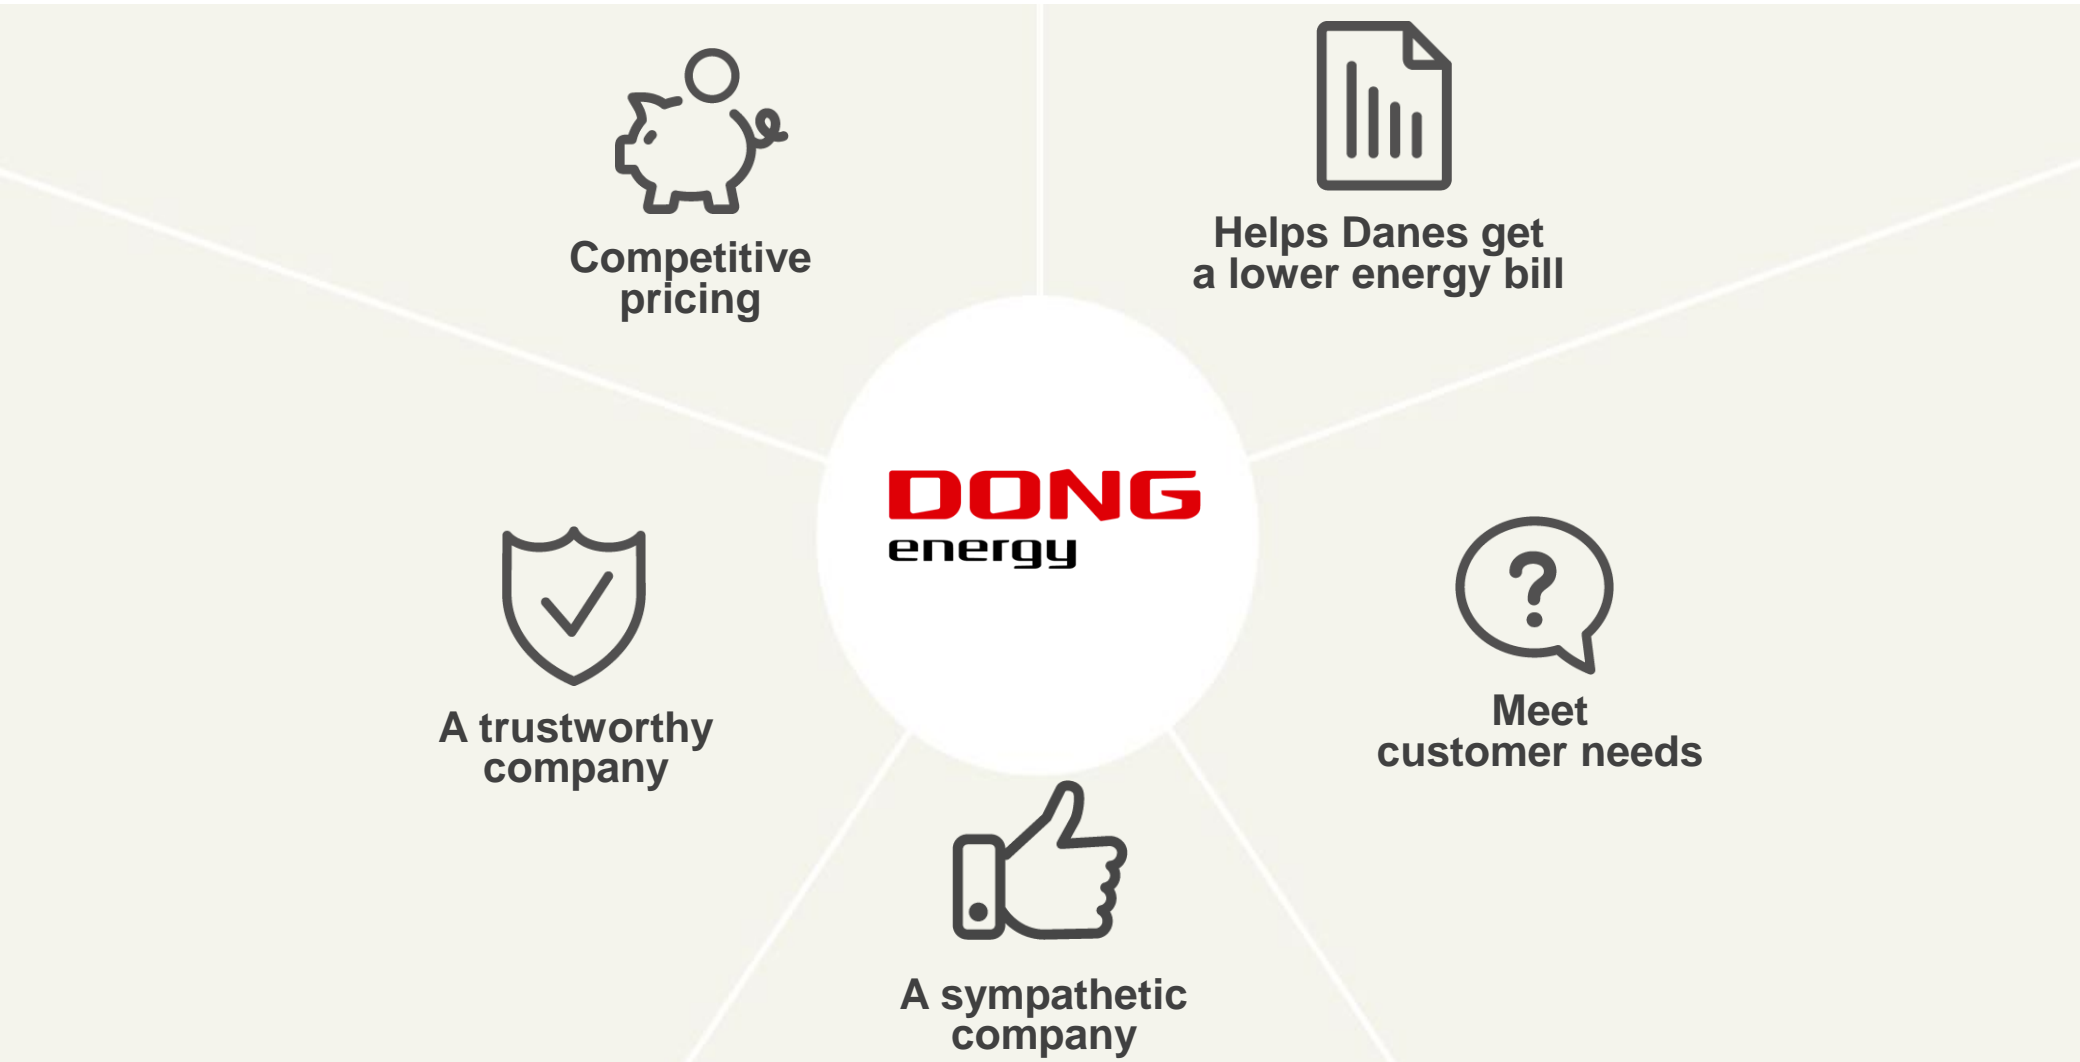 Competitive
pricing
Helps Danes get
a lower energy bill
DONG
energy
?
A trustworthy
company
Meet
customer needs
A sympathetic
company